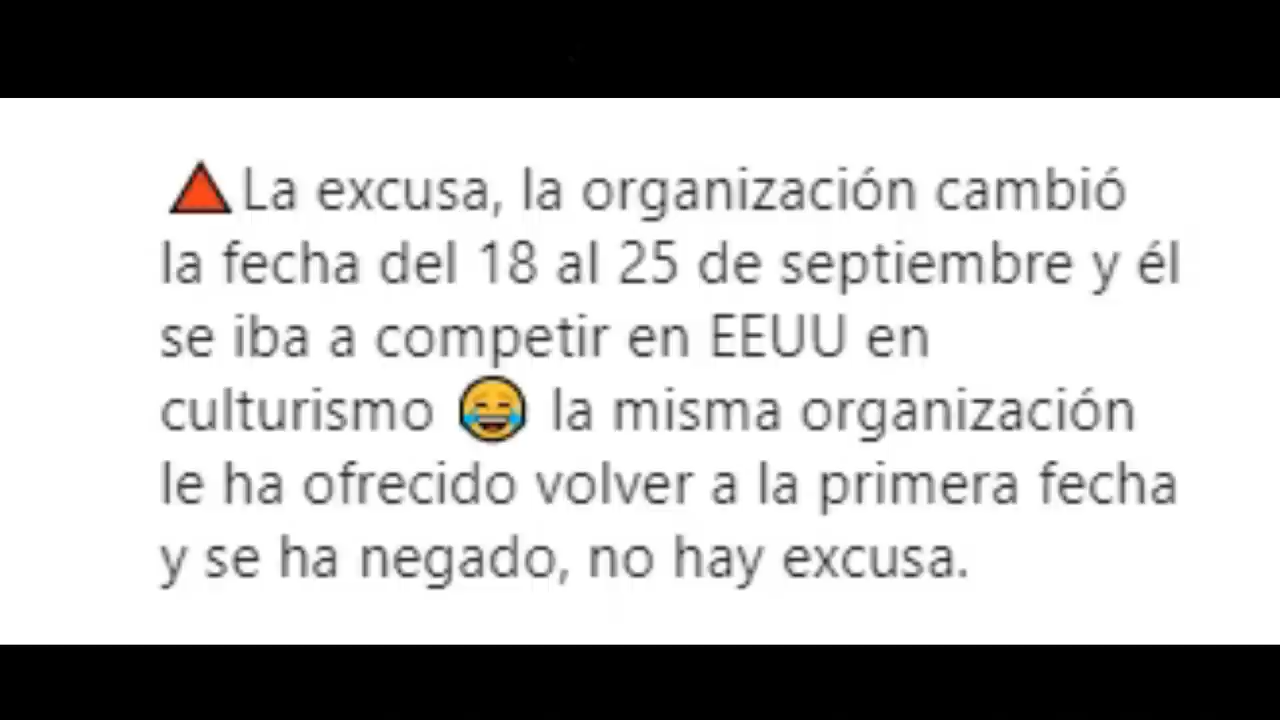 🔺La excusa, la organización cambió
la fecha del 18 al 25 de septiembre y él
se iba a competir en EEUU en
culturismo 😂 la misma organización
le ha ofrecido volver a la primera fecha
y se ha negado, no hay excusa.